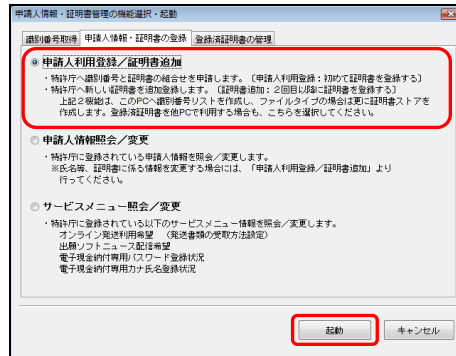 申請人情報・証明書管理の機能選択・起動
識別番号取得 申請人情報・証明書の登録 登録済証明書の管理
申請人利用登録／証明書追加
・特許庁へ識別番号と証明書の組合せを申請します。〔申請人利用登録：初めて証明書を登録する〕
・特許庁へ新しい証明書を追加登録します。〔証明書追加：２回目以降に証明書を登録する〕
上記２機能は、このPCへ識別番号リストを作成し、ファイルタイプの場合は更に証明書ストアを
作成します。登録済証明書を他PCで利用する場合も、こちらを選択してください。
申請人情報照会／変更
・特許庁に登録されている申請人情報を照会／変更します。
※氏名等、証明書に係る情報を変更する場合には、「申請人利用登録／証明書追加」より
行ってください。
サービスメニュー照会／変更
・特許庁に登録されている以下のサービスメニュー情報を照会／変更します。
オンライン発送利用希望　（発送書類の受取方法設定）
出願ソフトニュース配信希望
電子現金納付専用パスワード登録状況
電子現金納付専用カナ氏名登録状況
起動 キャンセル